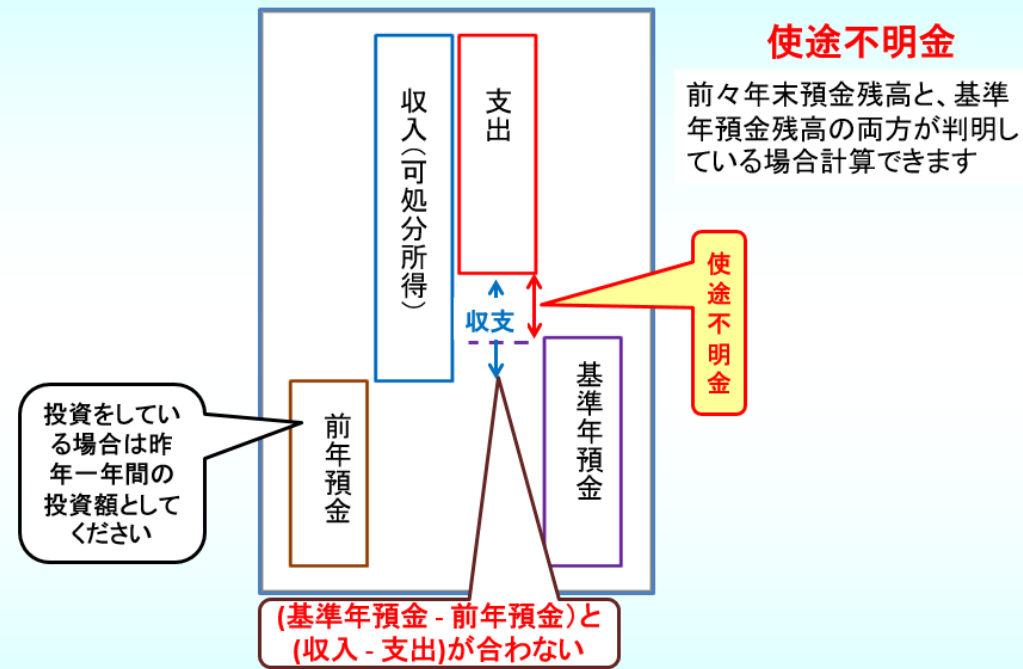 使途不明金
前々年末預金残高と、基準
年預金残高の両方が判明し
ている場合計算できます
収入(可処分所得)
支出
使途不明金
収支
前年預金
基準年預金
投資をしてい
る場合は昨
年一年間の
投資額として
ください
(基準年預金 - 前年預金)と
(収入 - 支出)が合わない